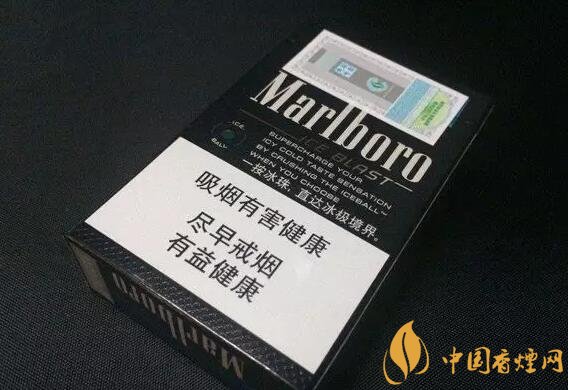 Marlboro
ICE BLAST
ICE
BALL
SUPERCHARGE YOUR
ICY COLD TASTE SENSATION
BY CRUSHING THE ICEBALL™
WHEN YOU CHOOSE
一按冰珠，直达冰极境界。
吸烟有害健康
尽早戒烟
有益健康
Marlboro
中国香烟网